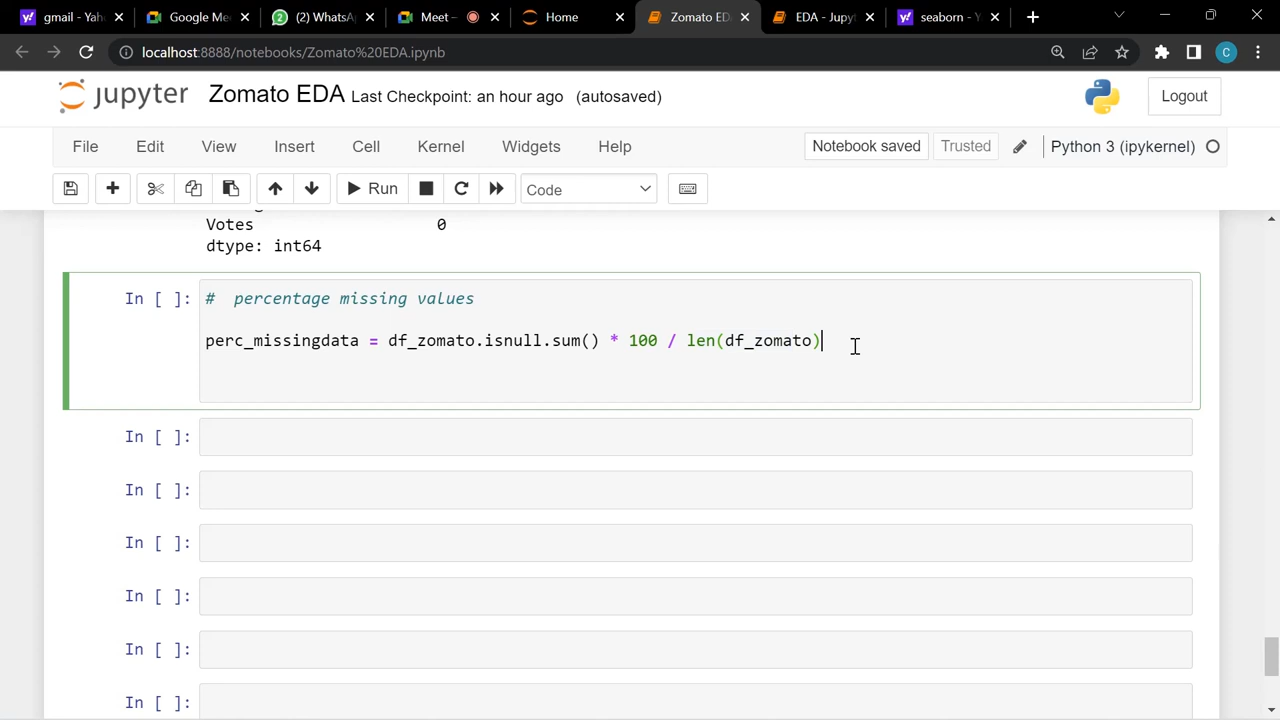 gmail - Yah
Google Me
(2) WhatsA
Meet –
Home
Zomato ED
EDA - Jupyt
seaborn - Y
localhost:8888/notebooks/Zomato%20EDA.ipynb
C
jupyter Zomato EDA Last Checkpoint: an hour ago (autosaved)
Logout
File Edit View Insert Cell Kernel Widgets Help
Notebook saved Trusted Python 3 (ipykernel)
Run Code
Votes 0
dtype: int64
In [ ]: # percentage missing values
perc_missingdata = df_zomato.isnull.sum() * 100 / len(df_zomato)
In [ ]:
In [ ]:
In [ ]:
In [ ]:
In [ ]:
In [ ]: